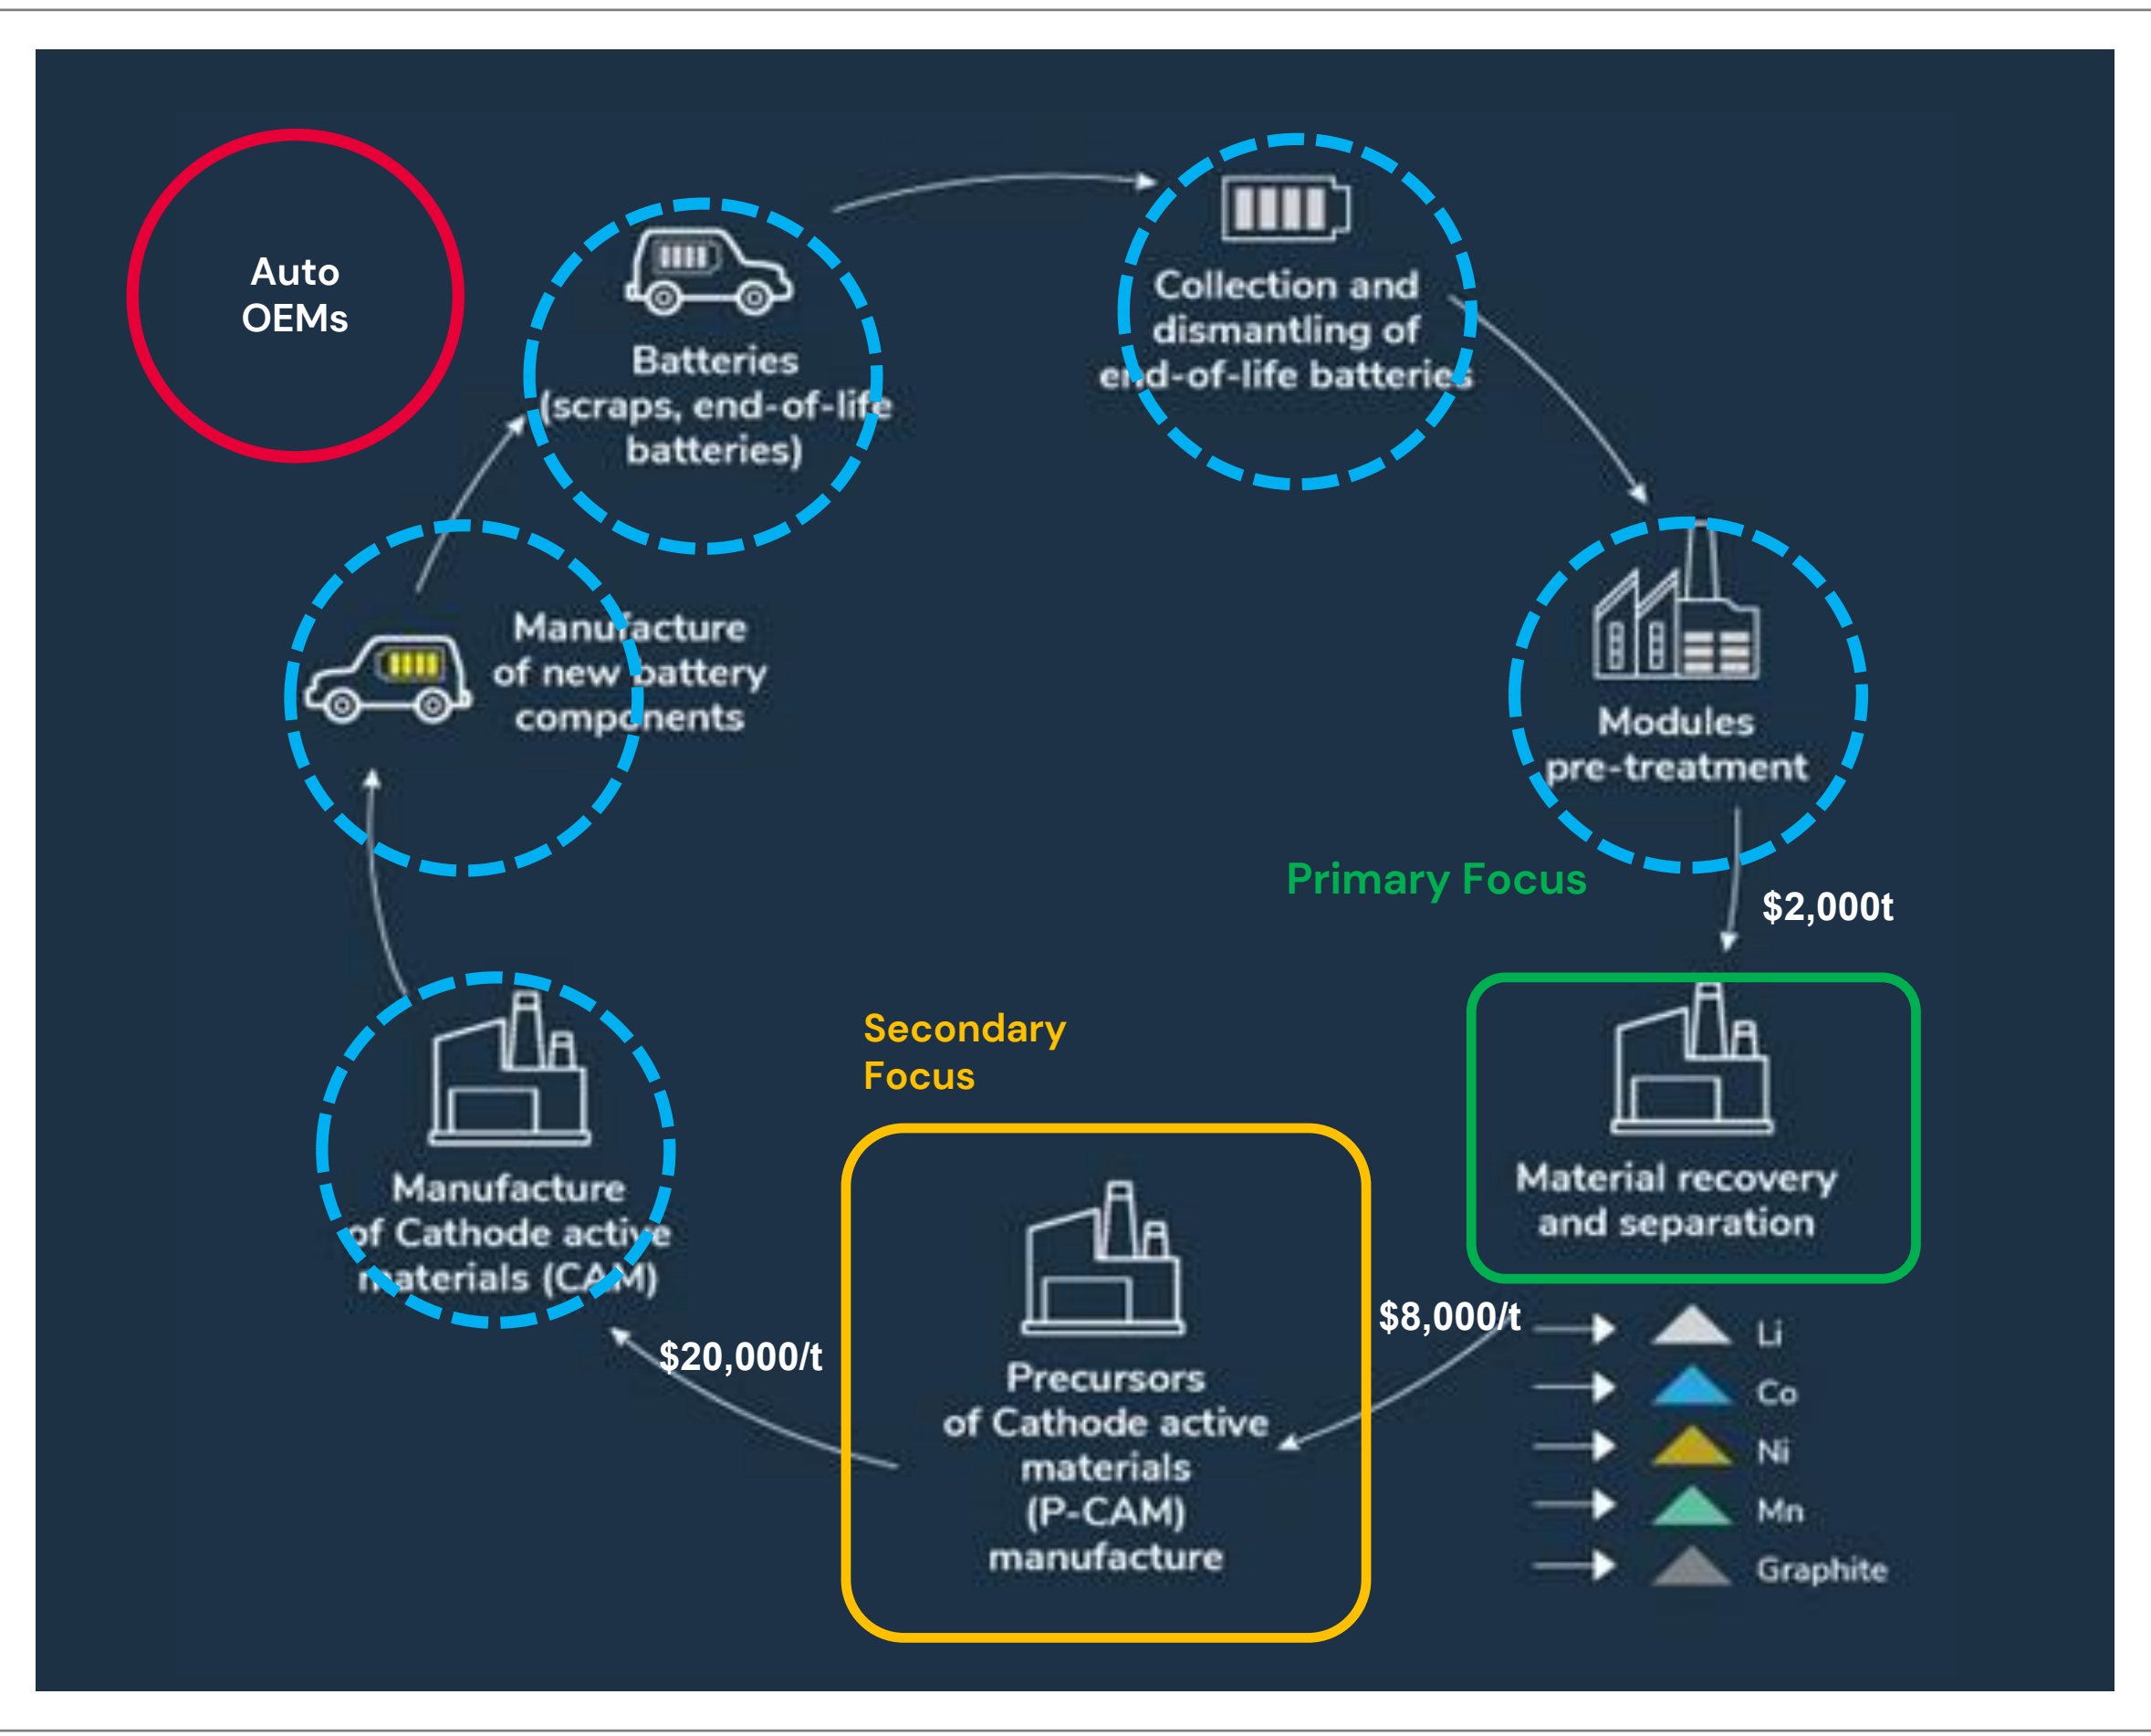 Auto
OEMs
Batteries
(scraps, end-of-life
batteries)
Collection and
dismantling of
end-of-life batteries
Modules
pre-treatment
Primary Focus
$2,000t
Material recovery
and separation
Li
Co
Ni
Mn
Graphite
$8,000/t
Secondary
Focus
Precursors
of Cathode active
materials
(P-CAM)
manufacture
$20,000/t
Manufacture
of Cathode active
materials (CAM)
Manufacture
of new battery
components